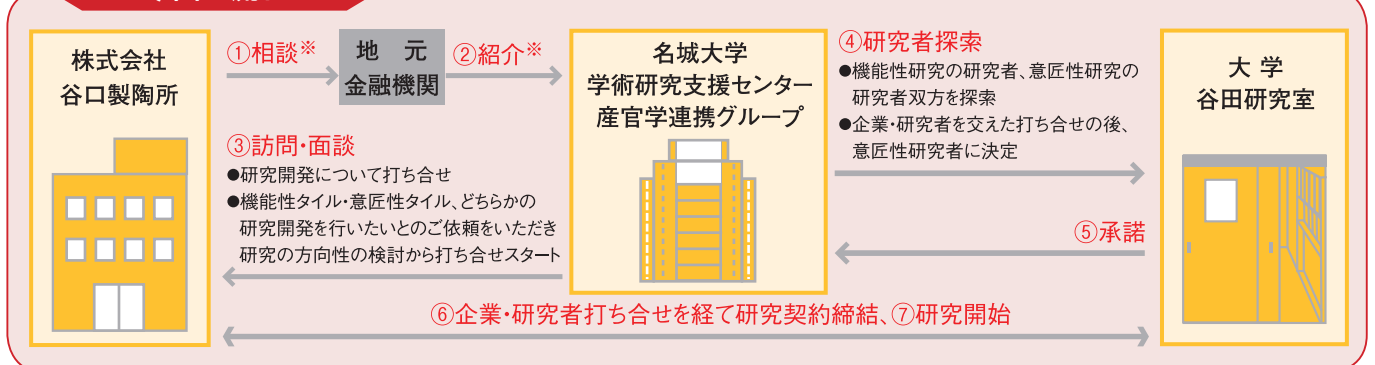 株式会社
谷口製陶所
①相談※
地 元
金融機関
②紹介※
名城大学
学術研究支援センター
産官学連携グループ
③訪問・面談
●研究開発について打ち合せ
●機能性タイル・意匠性タイル、どちらかの
研究開発を行いたいとのご依頼をいただき
研究の方向性の検討から打ち合せスタート
④研究者探索
●機能性研究の研究者、意匠性研究の
研究者双方を探索
●企業・研究者を交えた打ち合せの後、
意匠性研究者に決定
大 学
谷田研究室
⑤承諾
⑥企業・研究者打ち合せを経て研究契約締結、⑦研究開始